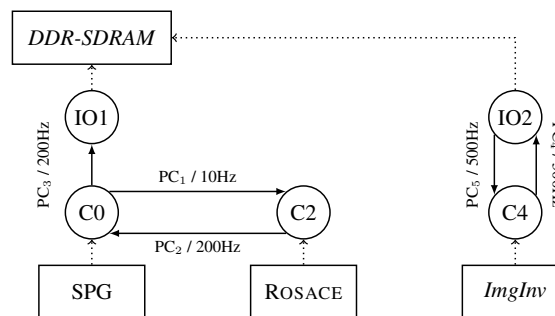 DDR-SDRAM
IO1
IO2
PC₃ / 200Hz
PC₁ / 10Hz
PC₅ / 500Hz
C0
C2
C4
PC₂ / 200Hz
SPG
ROSACE
ImgInv